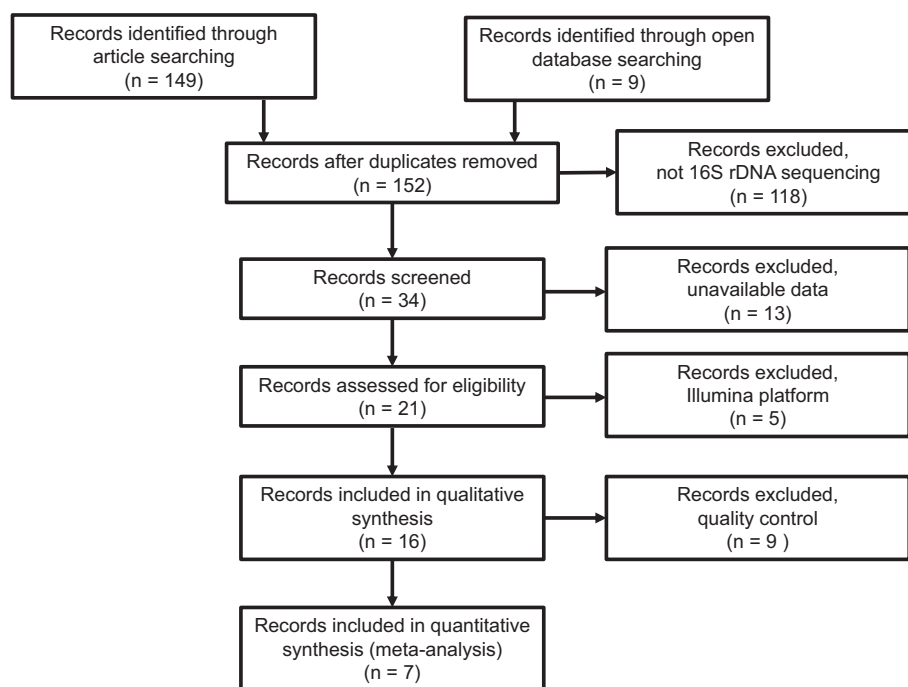 Records identified through
article searching
(n = 149)
Records identified through open
database searching
(n = 9)
Records after duplicates removed
(n = 152)
Records excluded,
not 16S rDNA sequencing
(n = 118)
Records screened
(n = 34)
Records excluded,
unavailable data
(n = 13)
Records assessed for eligibility
(n = 21)
Records excluded,
Illumina platform
(n = 5)
Records included in qualitative
synthesis
(n = 16)
Records excluded,
quality control
(n = 9 )
Records included in quantitative
synthesis (meta-analysis)
(n = 7)